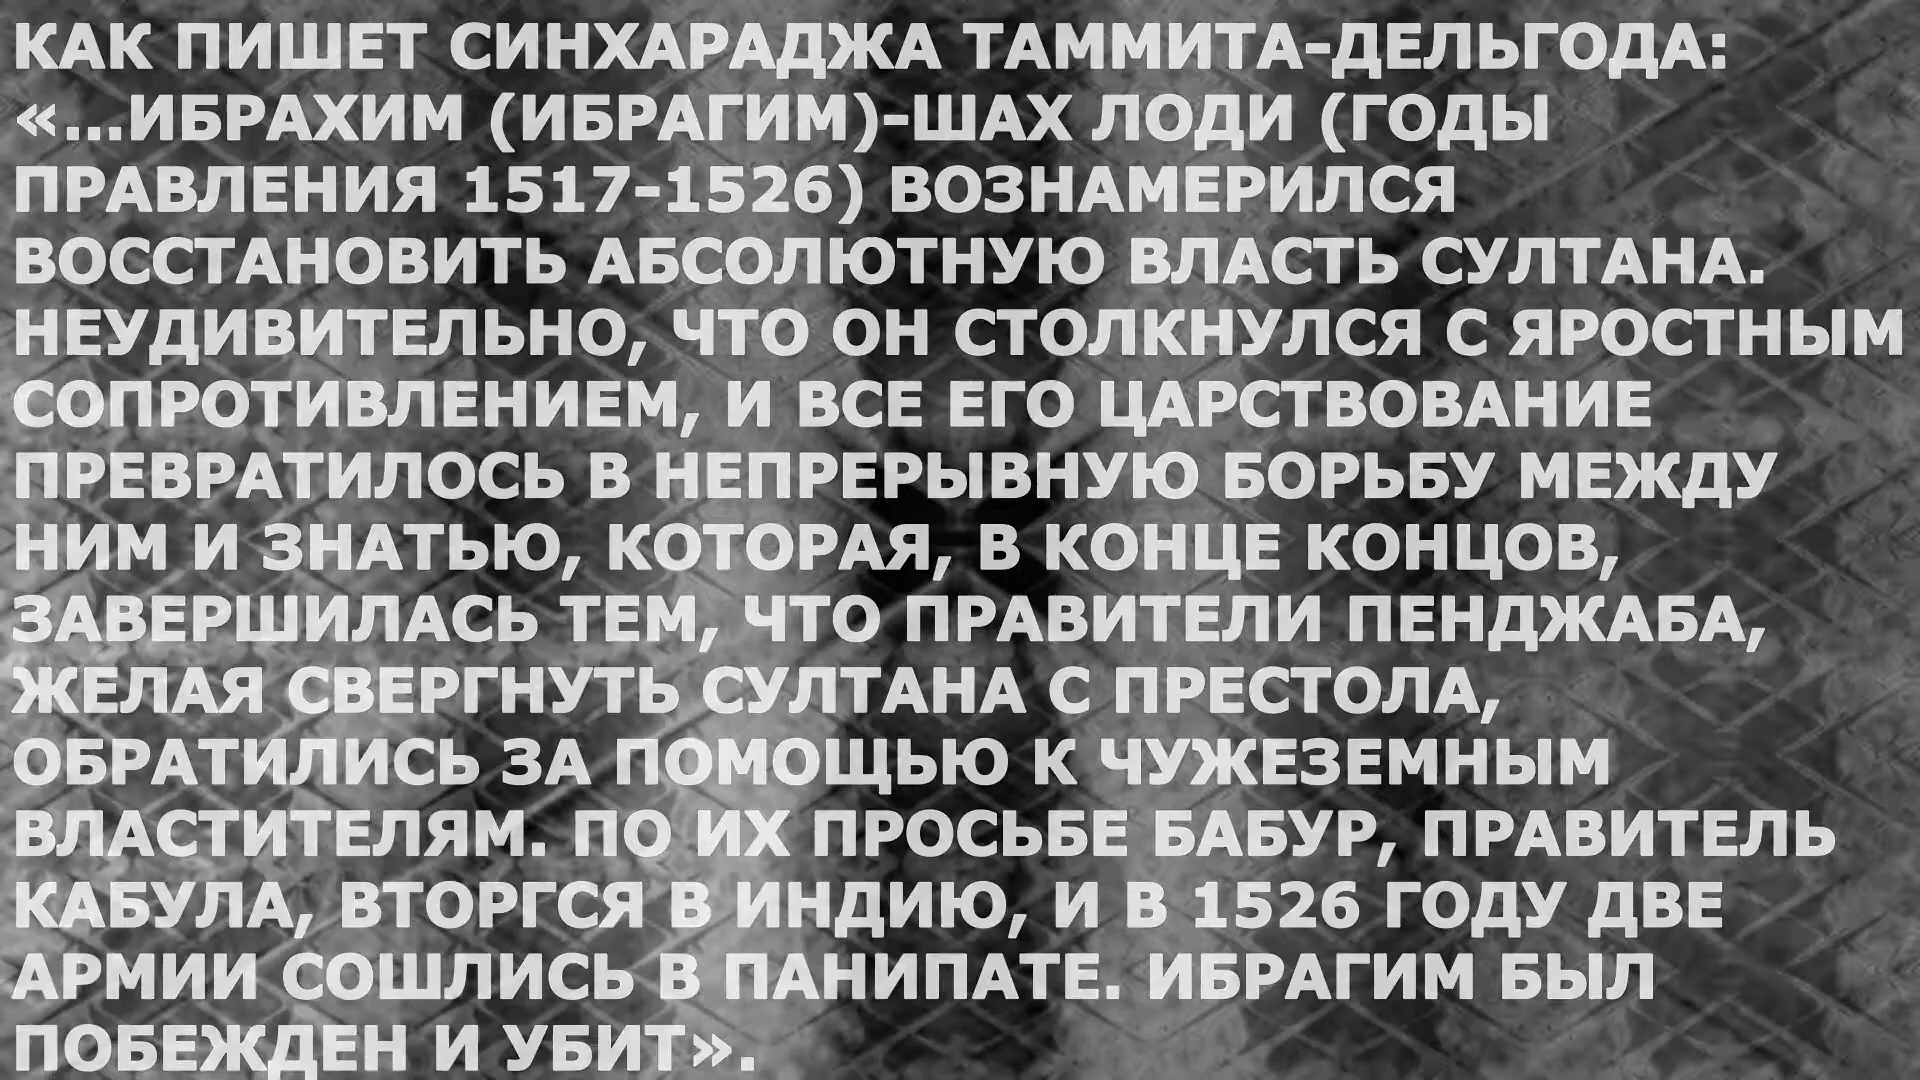 КАК ПИШЕТ СИНХАРАДЖА ТАММИТА-ДЕЛЬГОДА:
«...ИБРАХИМ (ИБРАГИМ)-ШАХ ЛОДИ (ГОДЫ
ПРАВЛЕНИЯ 1517-1526) ВОЗНАМЕРИЛСЯ
ВОССТАНОВИТЬ АБСОЛЮТНУЮ ВЛАСТЬ СУЛТАНА.
НЕУДИВИТЕЛЬНО, ЧТО ОН СТОЛКНУЛСЯ С ЯРОСТНЫМ
СОПРОТИВЛЕНИЕМ, И ВСЕ ЕГО ЦАРСТВОВАНИЕ
ПРЕВРАТИЛОСЬ В НЕПРЕРЫВНУЮ БОРЬБУ МЕЖДУ
НИМ И ЗНАТЬЮ, КОТОРАЯ, В КОНЦЕ КОНЦОВ,
ЗАВЕРШИЛАСЬ ТЕМ, ЧТО ПРАВИТЕЛИ ПЕНДЖАБА,
ЖЕЛАЯ СВЕРГНУТЬ СУЛТАНА С ПРЕСТОЛА,
ОБРАТИЛИСЬ ЗА ПОМОЩЬЮ К ЧУЖЕЗЕМНЫМ
ВЛАСТИТЕЛЯМ. ПО ИХ ПРОСЬБЕ БАБУР, ПРАВИТЕЛЬ
КАБУЛА, ВТОРГСЯ В ИНДИЮ, И В 1526 ГОДУ ДВЕ
АРМИИ СОШЛИСЬ В ПАНИПАТЕ. ИБРАГИМ БЫЛ
ПОБЕЖДЕН И УБИТ».